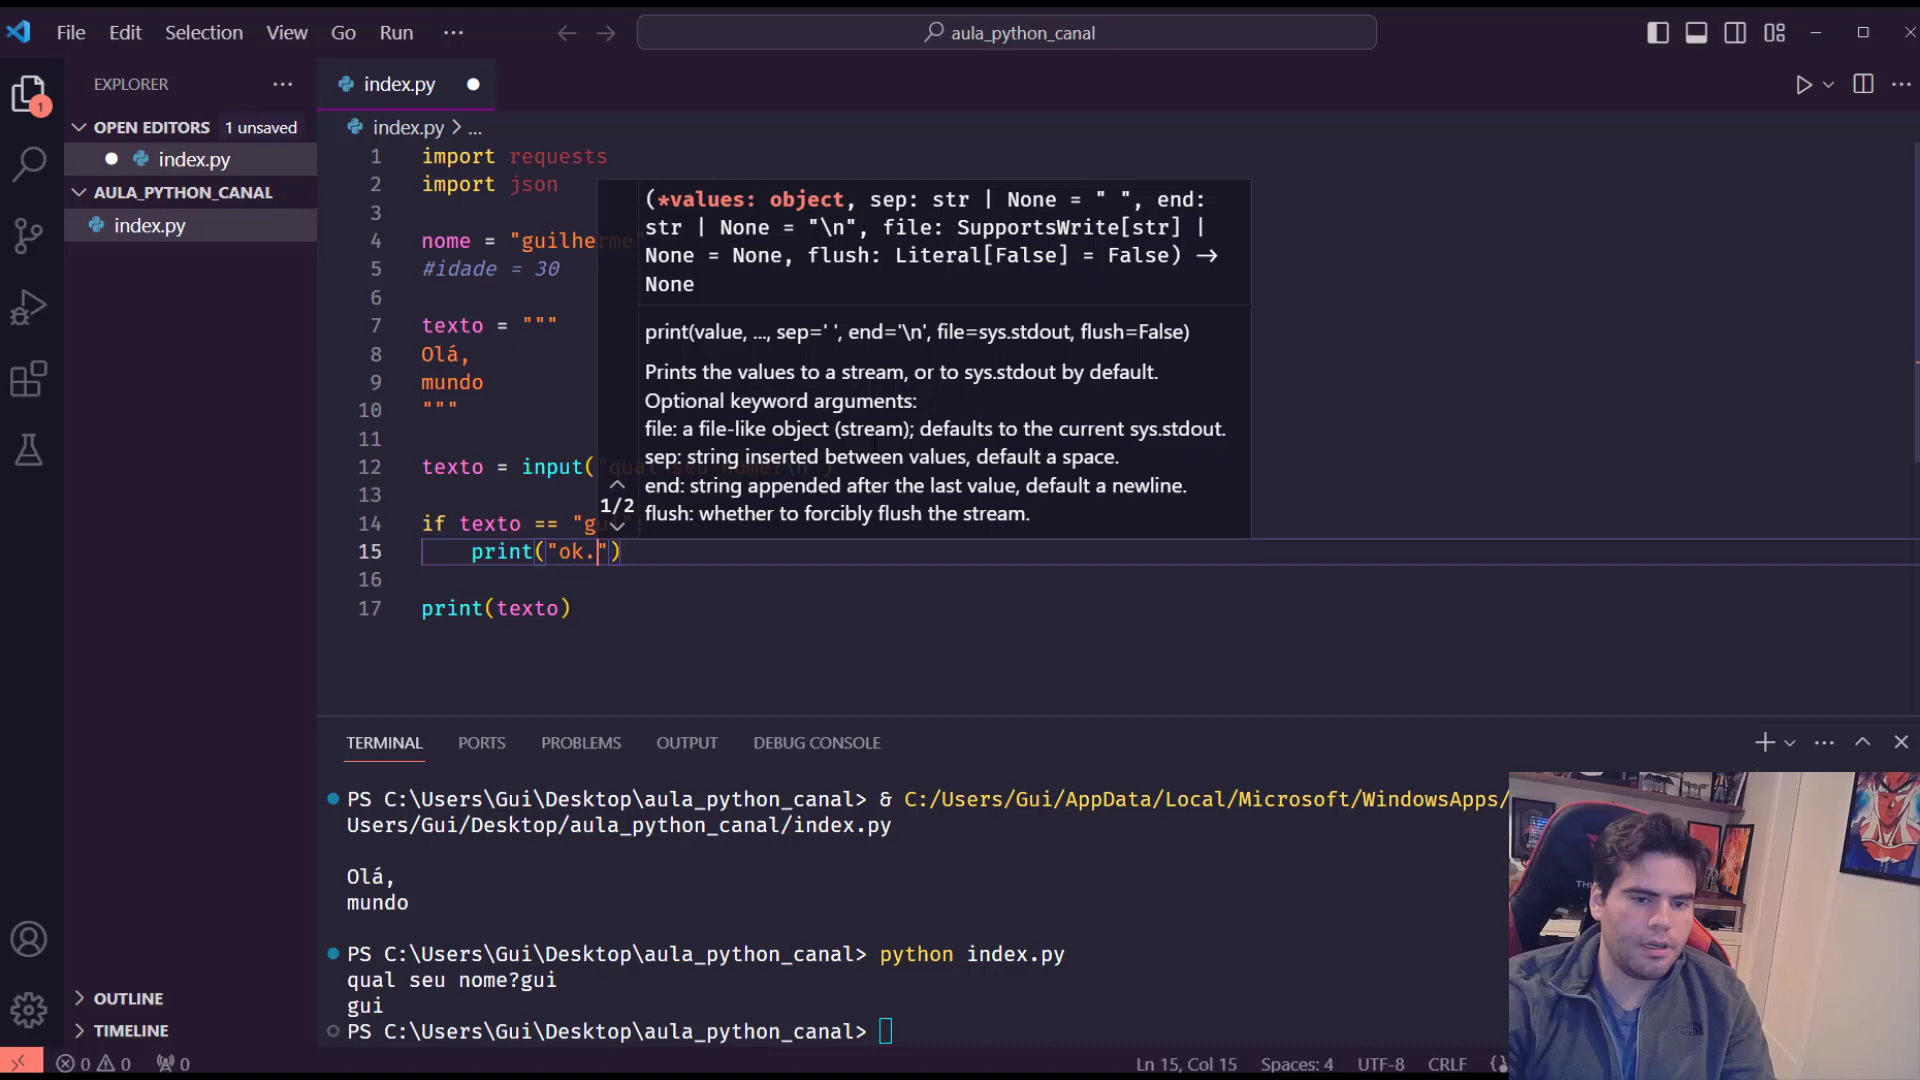 File Edit Selection View Go Run ··· aula_python_canal
EXPLORER ···
index.py
OPEN EDITORS 1 unsaved
index.py
AULA_PYTHON_CANAL
index.py
1
index.py > ...
1 import requests
2 import json
3
4 nome = "guilherme"
5 #idade = 30
6
7 texto = """
8 Olá,
9 mundo
10 """
11
12 texto = input("qual seu nome?\n")
13
14 if texto == "g
15 print("ok.")
16
17 print(texto)
(*values: object, sep: str | None = " ", end:
str | None = "\n", file: SupportsWrite[str] |
None = None, flush: Literal[False] = False) ->
None
print(value, ..., sep=' ', end='\n', file=sys.stdout, flush=False)
Prints the values to a stream, or to sys.stdout by default.
Optional keyword arguments:
file: a file-like object (stream); defaults to the current sys.stdout.
sep: string inserted between values, default a space.
end: string appended after the last value, default a newline.
flush: whether to forcibly flush the stream.
1/2
TERMINAL PORTS PROBLEMS OUTPUT DEBUG CONSOLE
PS C:\Users\Gui\Desktop\aula_python_canal> & C:/Users/Gui/AppData/Local/Microsoft/WindowsApps/
Users/Gui/Desktop/aula_python_canal/index.py
Olá,
mundo
PS C:\Users\Gui\Desktop\aula_python_canal> python index.py
qual seu nome?gui
gui
PS C:\Users\Gui\Desktop\aula_python_canal>
OUTLINE
TIMELINE
0 0 0 Ln 15, Col 15 Spaces: 4 UTF-8 CRLF {